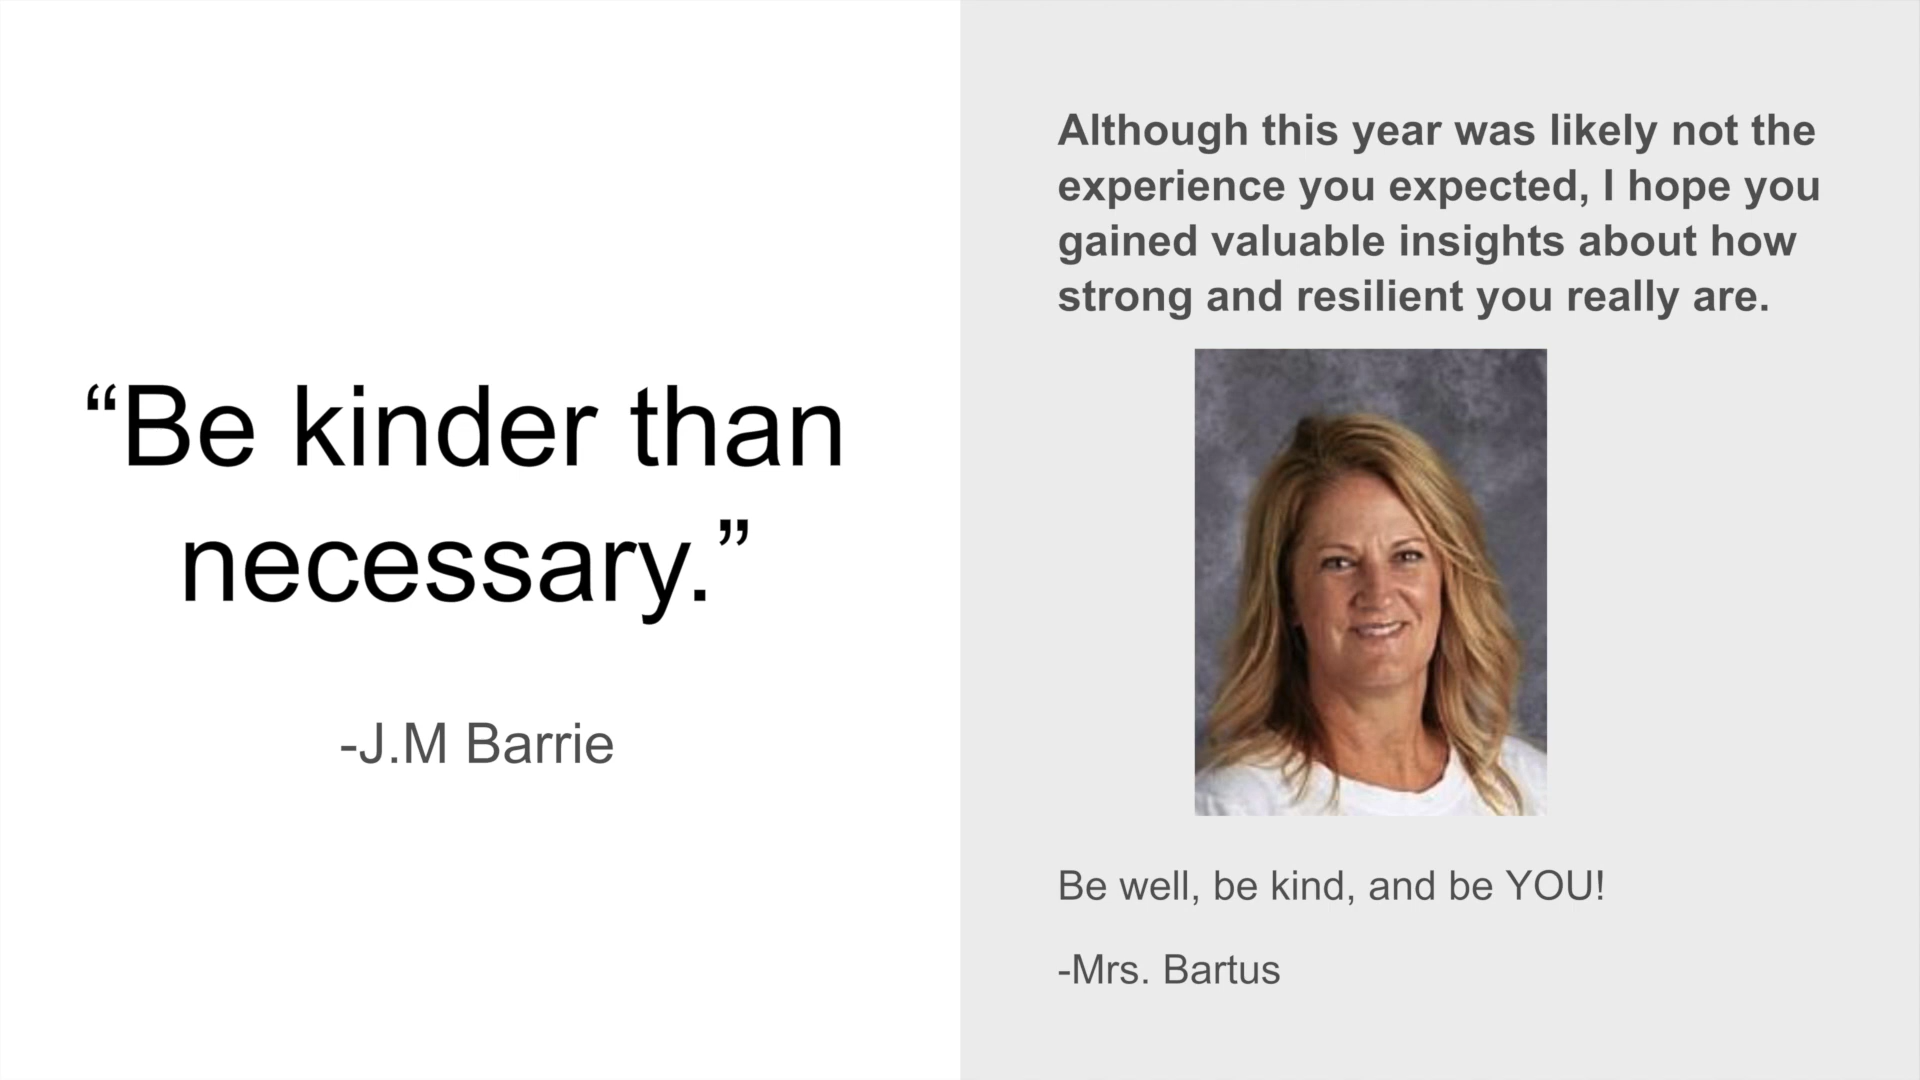 “Be kinder than
necessary.”
-J.M Barrie
Although this year was likely not the
experience you expected, I hope you
gained valuable insights about how
strong and resilient you really are.
Be well, be kind, and be YOU!
-Mrs. Bartus